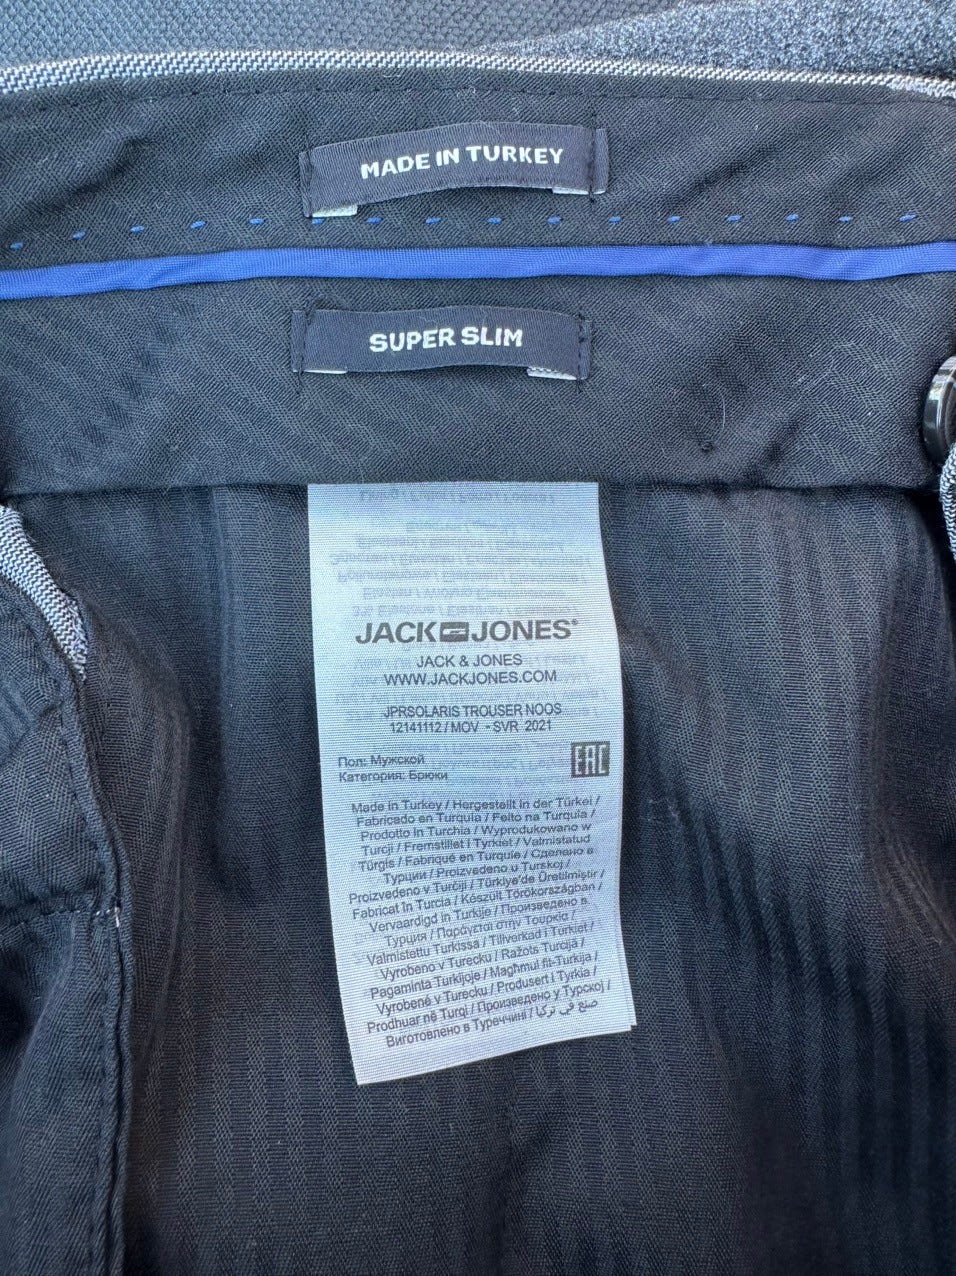 MADE IN TURKEY
SUPER SLIM
JACK JONES®
JACK & JONES
WWW.JACKJONES.COM
JPRSOLARIS TROUSER NOOS
12141112 / MOV - SVR 2021
Пол: Мужской
Категория: Брюки
EAC
Made in Turkey / Hergestellt in der Türkei /
Fabricado en Turquia / Feito na Turquia /
Prodotto in Turchia / Wyprodukowano w
Turcji / Fremstillet i Tyrkiet / Valmistatud
Türgis / Fabriqué en Turquie / Сделано в
Турции / Proizvedeno u Turskoj /
Proizvedeno v Turčiji / Türkiye'de Üretilmiştir /
Fabricat în Turcia / Készült Törökországban /
Vervaardigd in Turkije / Произведено в
Турция / Παράγεται στην Τουρκία /
Valmistettu Turkissa / Tillverkad i Turkiet /
Vyrobeno v Turecku / Ražots Turcijā /
Pagaminta Turkijoje / Magħmul fit-Turkija /
Vyrobené v Turecku / Produsert i Tyrkia /
Prodhuar në Turqi / Произведено у Турској /
Виготовлено в Туреччині / صنع في تركيا